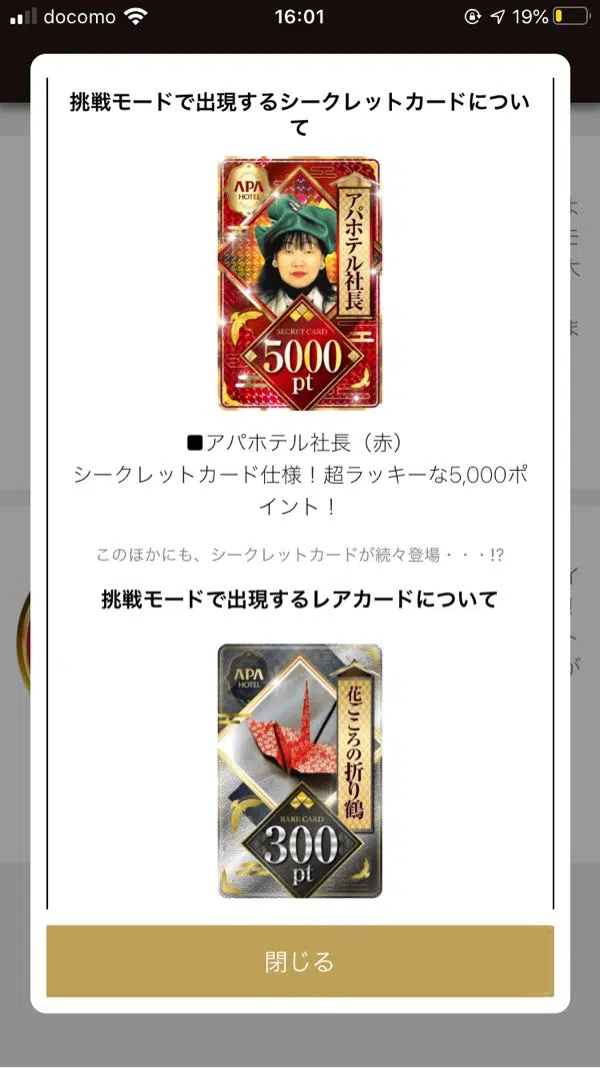 docomo 16:01 19%
挑戦モードで出現するシークレットカードについ
て
APA
HOTEL
アパホテル社長
SECRET CARD
5000
pt
■アパホテル社長（赤）
シークレットカード仕様！超ラッキーな5,000ポ
イント！
このほかにも、シークレットカードが続々登場・・・!?
挑戦モードで出現するレアカードについて
APA
HOTEL
花ごころの折り鶴
RARE CARD
300
pt
閉じる